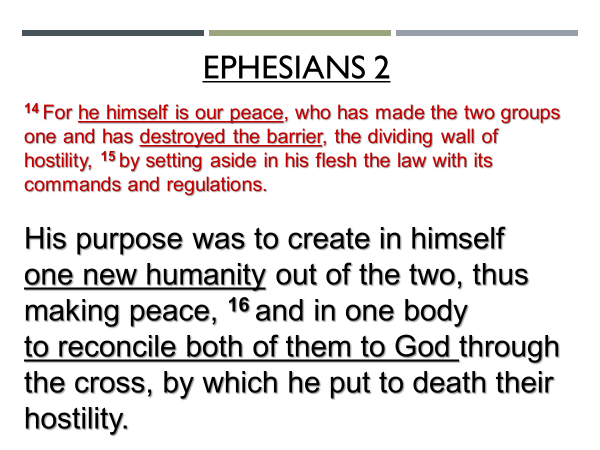 EPHESIANS 2
14 For he himself is our peace, who has made the two groups
one and has destroyed the barrier, the dividing wall of
hostility, 15 by setting aside in his flesh the law with its
commands and regulations.
His purpose was to create in himself
one new humanity out of the two, thus
making peace, 16 and in one body
to reconcile both of them to God through
the cross, by which he put to death their
hostility.